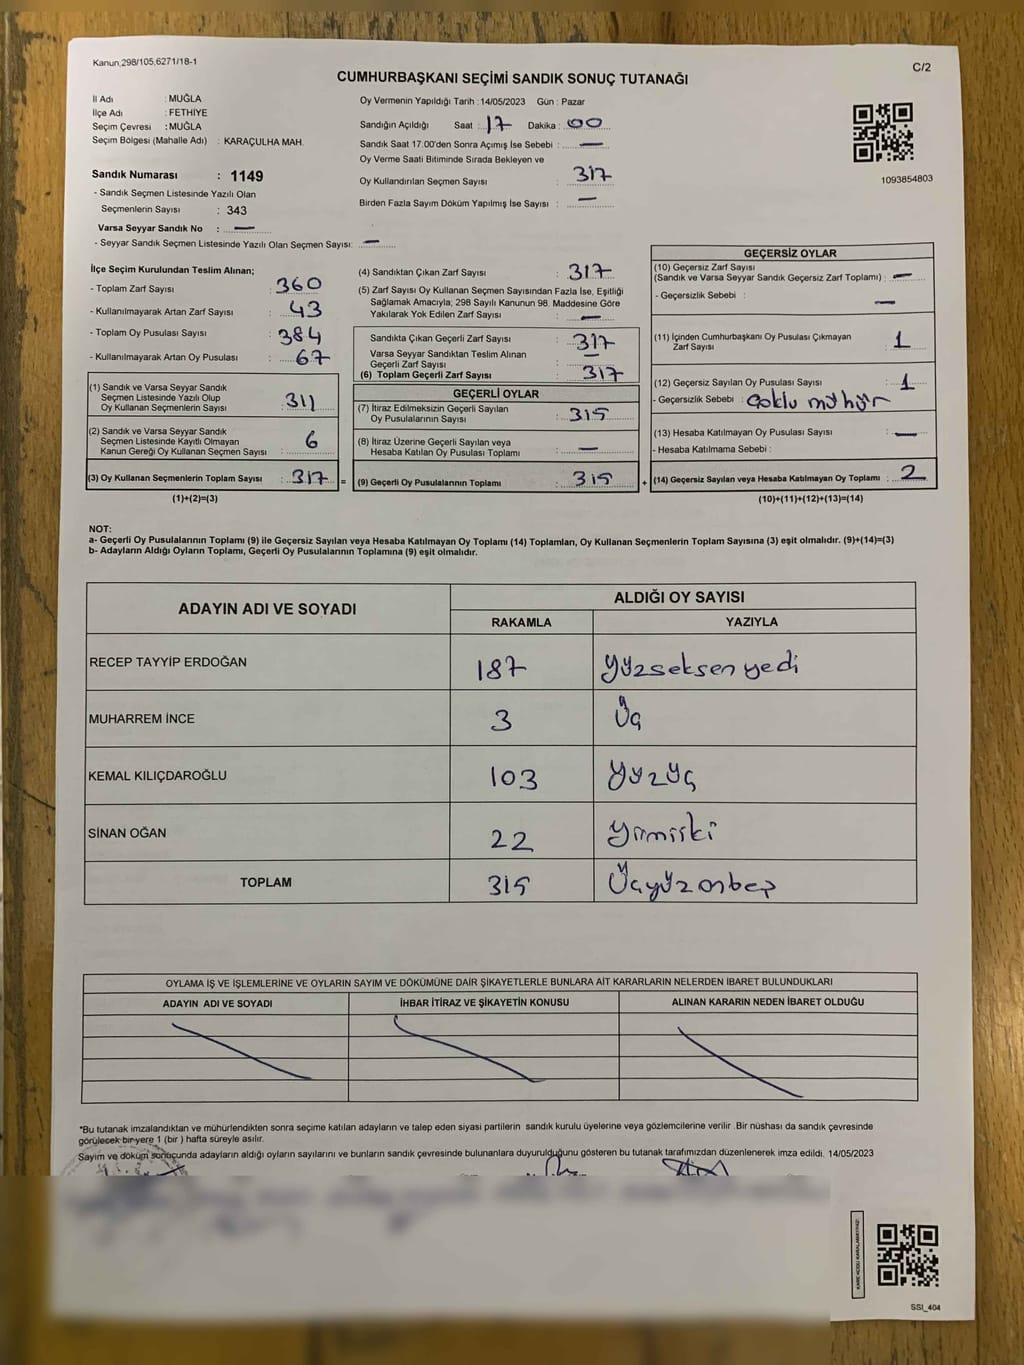 Kanun,298/105,6271/18-1
C/2
CUMHURBAŞKANI SEÇİMİ SANDIK SONUÇ TUTANAĞI
İl Adı : MUĞLA
İlçe Adı : FETHİYE
Seçim Çevresi : MUĞLA
Seçim Bölgesi (Mahalle Adı) : KARAÇULHA MAH.
Sandık Numarası : 1149
- Sandık Seçmen Listesinde Yazılı Olan
Seçmenlerin Sayısı : 343
Varsa Seyyar Sandık No : —
- Seyyar Sandık Seçmen Listesinde Yazılı Olan Seçmen Sayısı: —
Oy Vermenin Yapıldığı Tarih : 14/05/2023 Gün : Pazar
Sandığın Açıldığı Saat : 17 Dakika : 00
Sandık Saat 17.00'den Sonra Açımış İse Sebebi : —
Oy Verme Saati Bitiminde Sırada Bekleyen ve
Oy Kullandırılan Seçmen Sayısı : 317
Birden Fazla Sayım Döküm Yapılmış İse Sayısı : —
1093854803
İlçe Seçim Kurulundan Teslim Alınan;
- Toplam Zarf Sayısı : 360
- Kullanılmayarak Artan Zarf Sayısı : 43
- Toplam Oy Pusulası Sayısı : 384
- Kullanılmayarak Artan Oy Pusulası : 67
(1) Sandık ve Varsa Seyyar Sandık
Seçmen Listesinde Yazılı Olup
Oy Kullanan Seçmenlerin Sayısı : 311
(2) Sandık ve Varsa Seyyar Sandık
Seçmen Listesinde Kayıtlı Olmayan
Kanun Gereği Oy Kullanan Seçmen Sayısı : 6
(3) Oy Kullanan Seçmenlerin Toplam Sayısı : 317 =
(1)+(2)=(3)
(4) Sandıktan Çıkan Zarf Sayısı : 317
(5) Zarf Sayısı Oy Kullanan Seçmen Sayısından Fazla İse, Eşitliği
Sağlamak Amacıyla; 298 Sayılı Kanunun 98. Maddesine Göre
Yakılarak Yok Edilen Zarf Sayısı : —
Sandıkta Çıkan Geçerli Zarf Sayısı : 317
Varsa Seyyar Sandıktan Teslim Alınan
Geçerli Zarf Sayısı : —
(6) Toplam Geçerli Zarf Sayısı : 317
GEÇERLİ OYLAR
(7) İtiraz Edilmeksizin Geçerli Sayılan
Oy Pusulalarının Sayısı : 315
(8) İtiraz Üzerine Geçerli Sayılan veya
Hesaba Katılan Oy Pusulası Toplamı : —
(9) Geçerli Oy Pusulalarının Toplamı : 315 +
GEÇERSİZ OYLAR
(10) Geçersiz Zarf Sayısı
(Sandık ve Varsa Seyyar Sandık Geçersiz Zarf Toplamı) : —
- Geçersizlik Sebebi : —
(11) İçinden Cumhurbaşkanı Oy Pusulası Çıkmayan
Zarf Sayısı : 1
(12) Geçersiz Sayılan Oy Pusulası Sayısı : 1
- Geçersizlik Sebebi : Çoklu mühür
(13) Hesaba Katılmayan Oy Pusulası Sayısı : —
- Hesaba Katılmama Sebebi :
(14) Geçersiz Sayılan veya Hesaba Katılmayan Oy Toplamı : 2
(10)+(11)+(12)+(13)=(14)
NOT:
a- Geçerli Oy Pusulalarının Toplamı (9) ile Geçersiz Sayılan veya Hesaba Katılmayan Oy Toplamı (14) Toplamları, Oy Kullanan Seçmenlerin Toplam Sayısına (3) eşit olmalıdır. (9)+(14)=(3)
b- Adayların Aldığı Oyların Toplamı, Geçerli Oy Pusulalarının Toplamına (9) eşit olmalıdır.
ADAYIN ADI VE SOYADI
ALDIĞI OY SAYISI
RAKAMLA YAZIYLA
RECEP TAYYİP ERDOĞAN 187 Yüzseksenyedi
MUHARREM İNCE 3 Üç
KEMAL KILIÇDAROĞLU 103 Yüzüç
SİNAN OĞAN 22 Yirmiiki
TOPLAM 315 Üçyüzonbeş
OYLAMA İŞ VE İŞLEMLERİNE VE OYLARIN SAYIM VE DÖKÜMÜNE DAİR ŞİKAYETLERLE BUNLARA AİT KARARLARIN NELERDEN İBARET BULUNDUKLARI
ADAYIN ADI VE SOYADI İHBAR İTİRAZ VE ŞİKAYETİN KONUSU ALINAN KARARIN NEDEN İBARET OLDUĞU
*Bu tutanak imzalandıktan ve mühürlendikten sonra seçime katılan adayların ve talep eden siyasi partilerin sandık kurulu üyelerine veya gözlemcilerine verilir .Bir nüshası da sandık çevresinde
görülecek bir yere 1 (bir ) hafta süreyle asılır.
Sayım ve döküm sonucunda adayların aldığı oyların sayılarını ve bunların sandık çevresinde bulunanlara duyurulduğunu gösteren bu tutanak tarafımızdan düzenlenerek imza edildi. 14/05/2023
KARE KODU KARALAMAYINIZ!
SSI_404